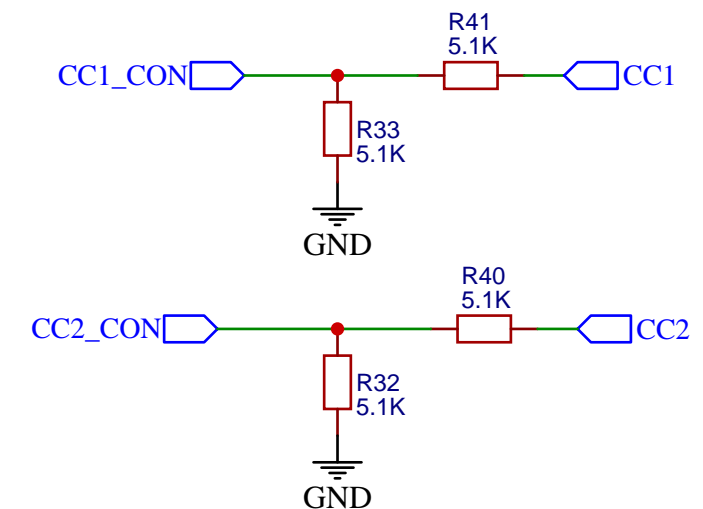 R41
5.1K
CC1_CON
CC1
R33
5.1K
GND
R40
5.1K
CC2_CON
CC2
R32
5.1K
GND